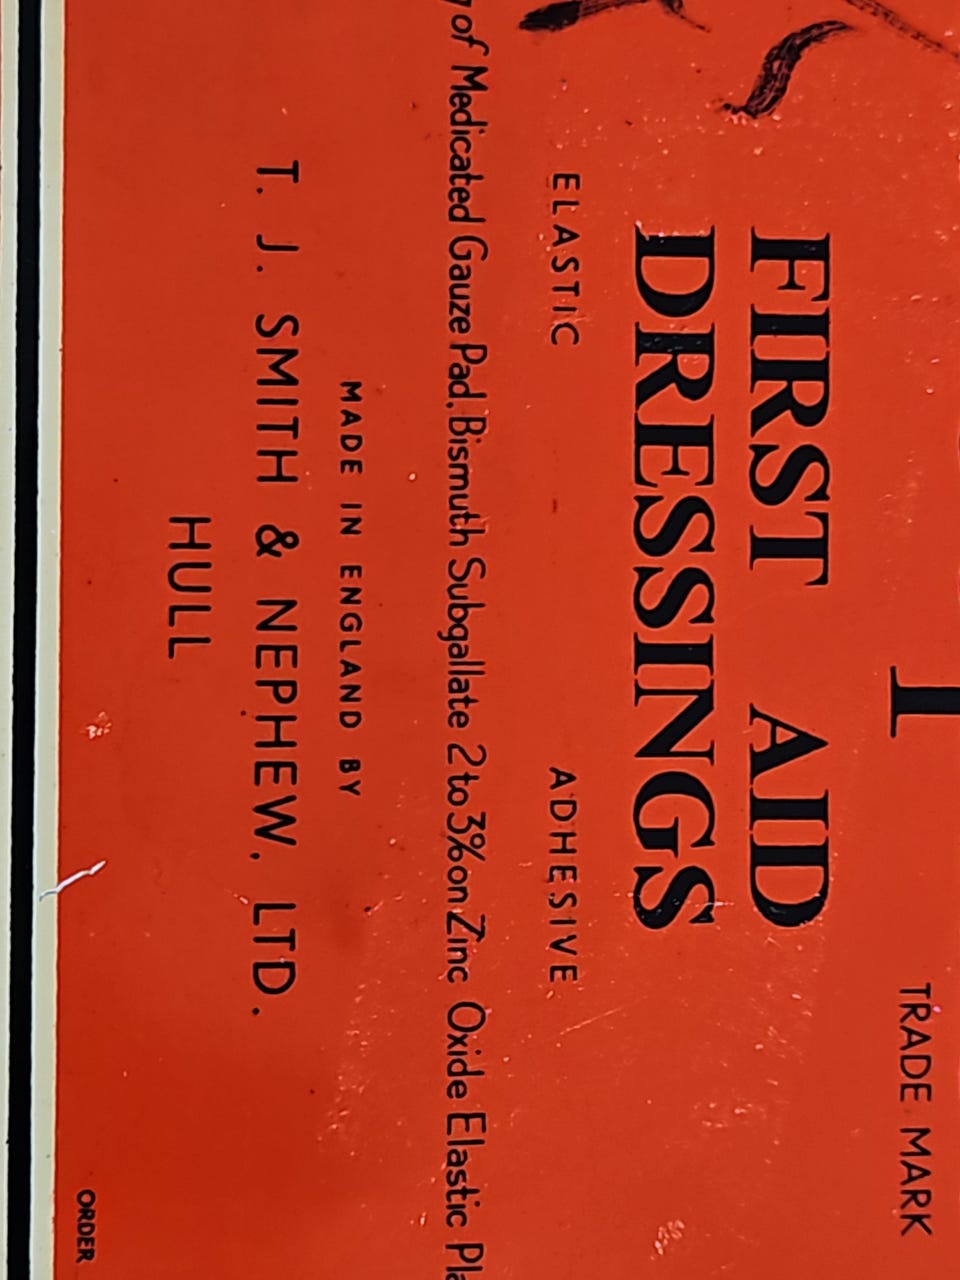 TRADE MARK
FIRST AID
DRESSINGS
ELASTIC ADHESIVE
of Medicated Gauze Pad, Bismuth Subgallate 2 to 3% on Zinc Oxide Elastic
MADE IN ENGLAND BY
T. J. SMITH & NEPHEW, LTD.
HULL
ORDER